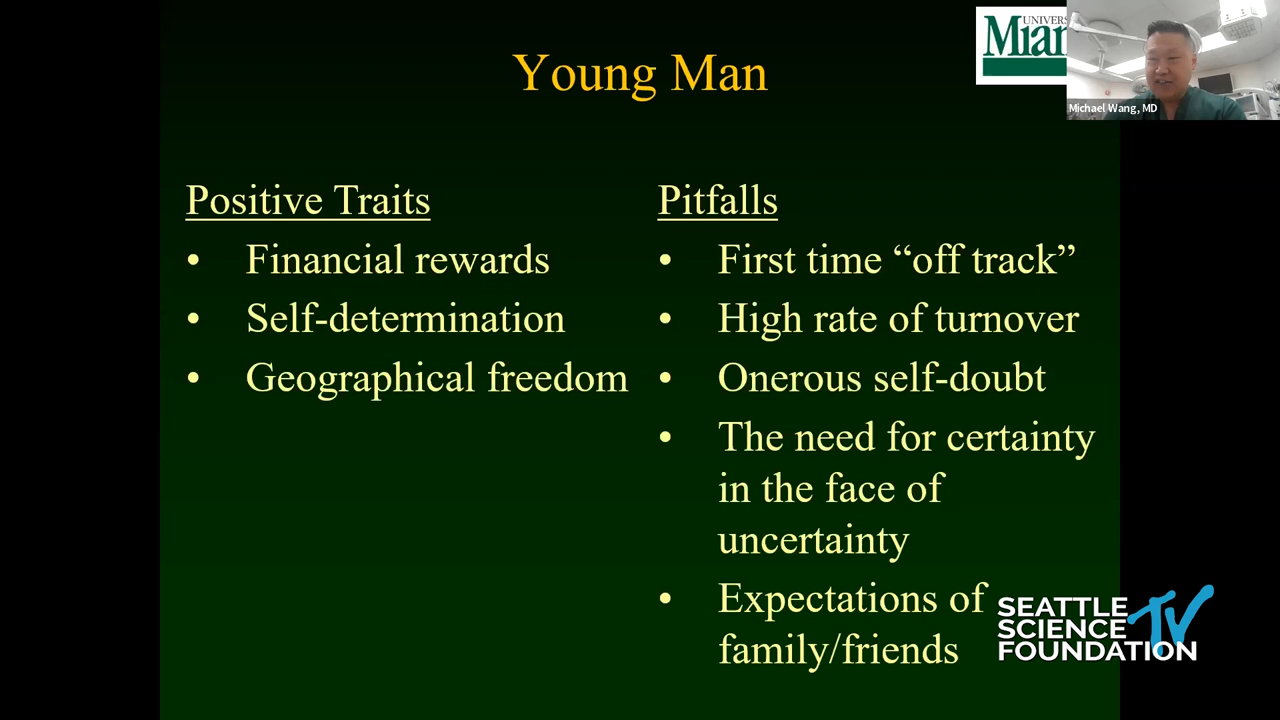 Young Man
UNIVERS
Miar
Michael Wang, MD
Positive Traits
• Financial rewards
• Self-determination
• Geographical freedom
Pitfalls
• First time “off track”
• High rate of turnover
• Onerous self-doubt
• The need for certainty
in the face of
uncertainty
• Expectations of
family/friends
SEATTLE
SCIENCE
FOUNDATION
TV